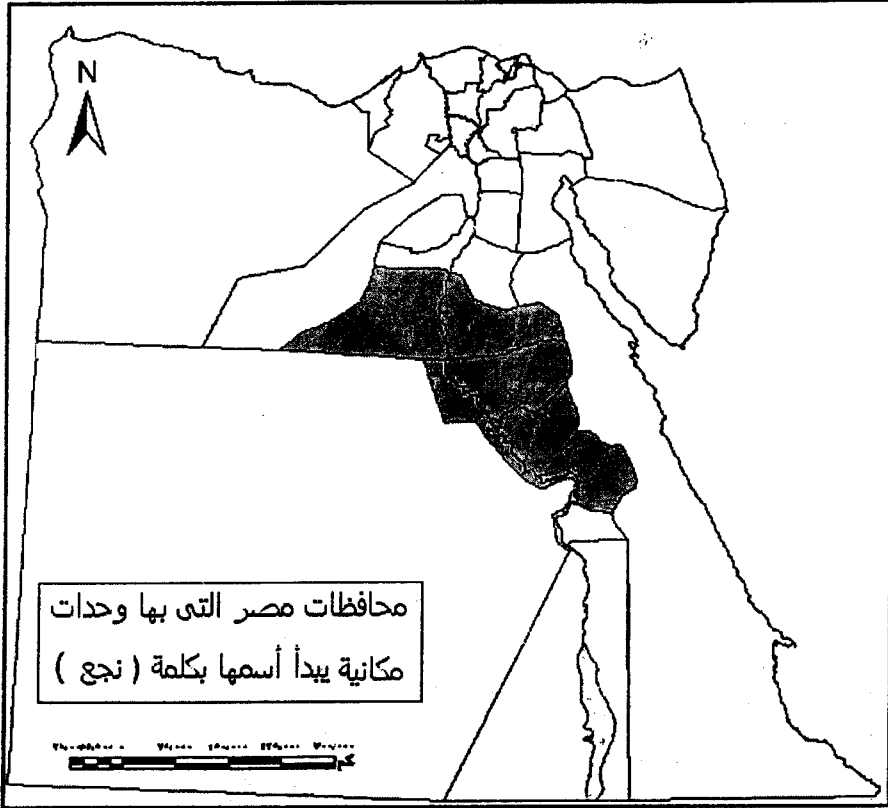 N
محافظات مصر التى بها وحدات
مكانية يبدأ أسمها بكلمة ( نجع )
كم